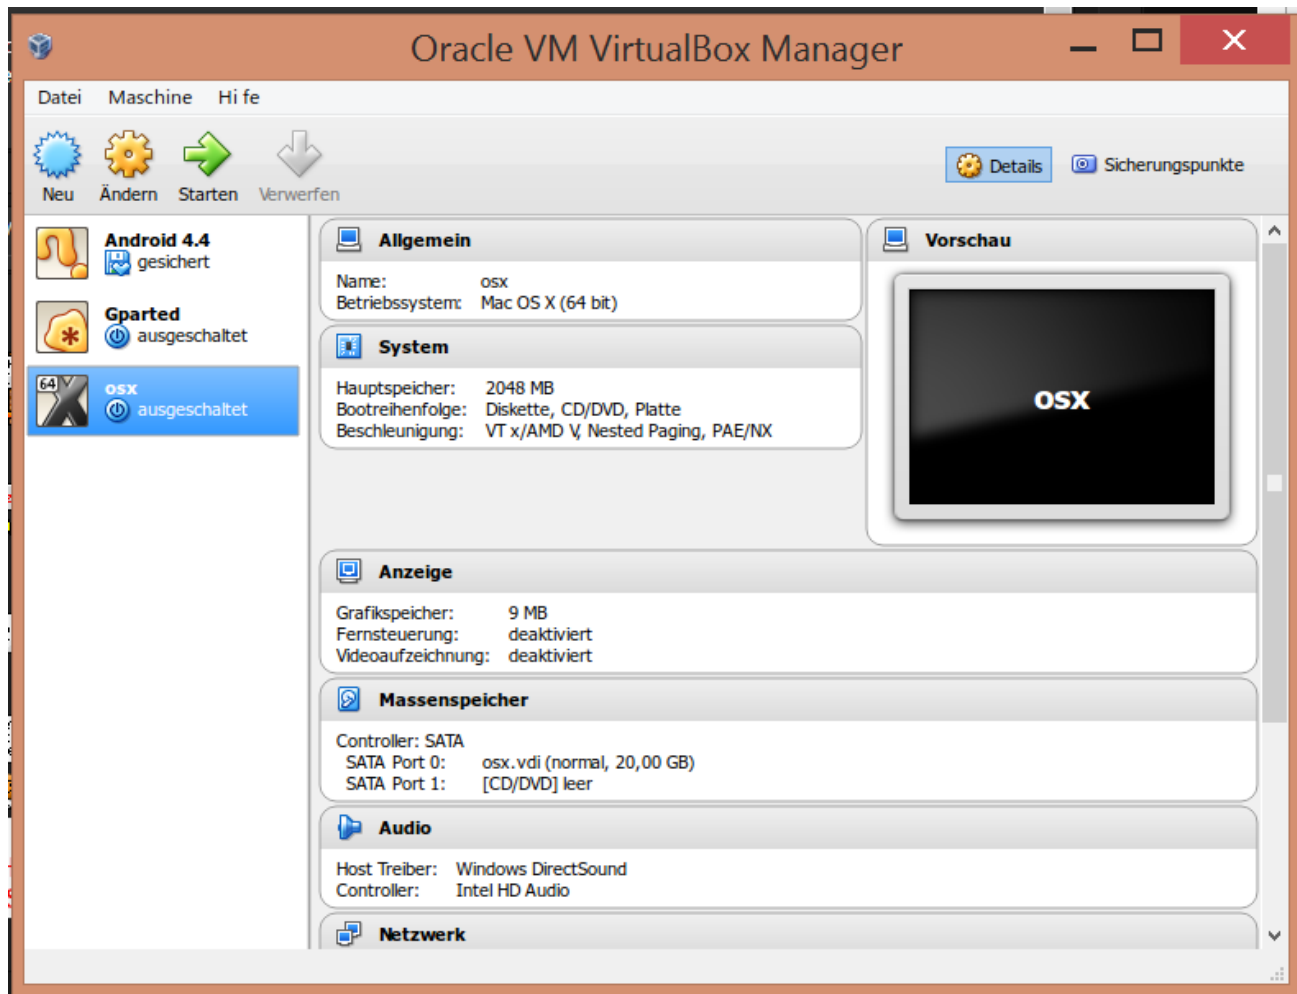 Oracle VM VirtualBox Manager
Datei Maschine Hi fe
Neu Ändern Starten Verwerfen
Details Sicherungspunkte
Android 4.4
gesichert
Gparted
ausgeschaltet
64
osx
ausgeschaltet
Allgemein
Name: osx
Betriebssystem: Mac OS X (64 bit)
System
Hauptspeicher: 2048 MB
Bootreihenfolge: Diskette, CD/DVD, Platte
Beschleunigung: VT x/AMD V, Nested Paging, PAE/NX
Vorschau
osx
Anzeige
Grafikspeicher: 9 MB
Fernsteuerung: deaktiviert
Videoaufzeichnung: deaktiviert
Massenspeicher
Controller: SATA
SATA Port 0: osx.vdi (normal, 20,00 GB)
SATA Port 1: [CD/DVD] leer
Audio
Host Treiber: Windows DirectSound
Controller: Intel HD Audio
Netzwerk